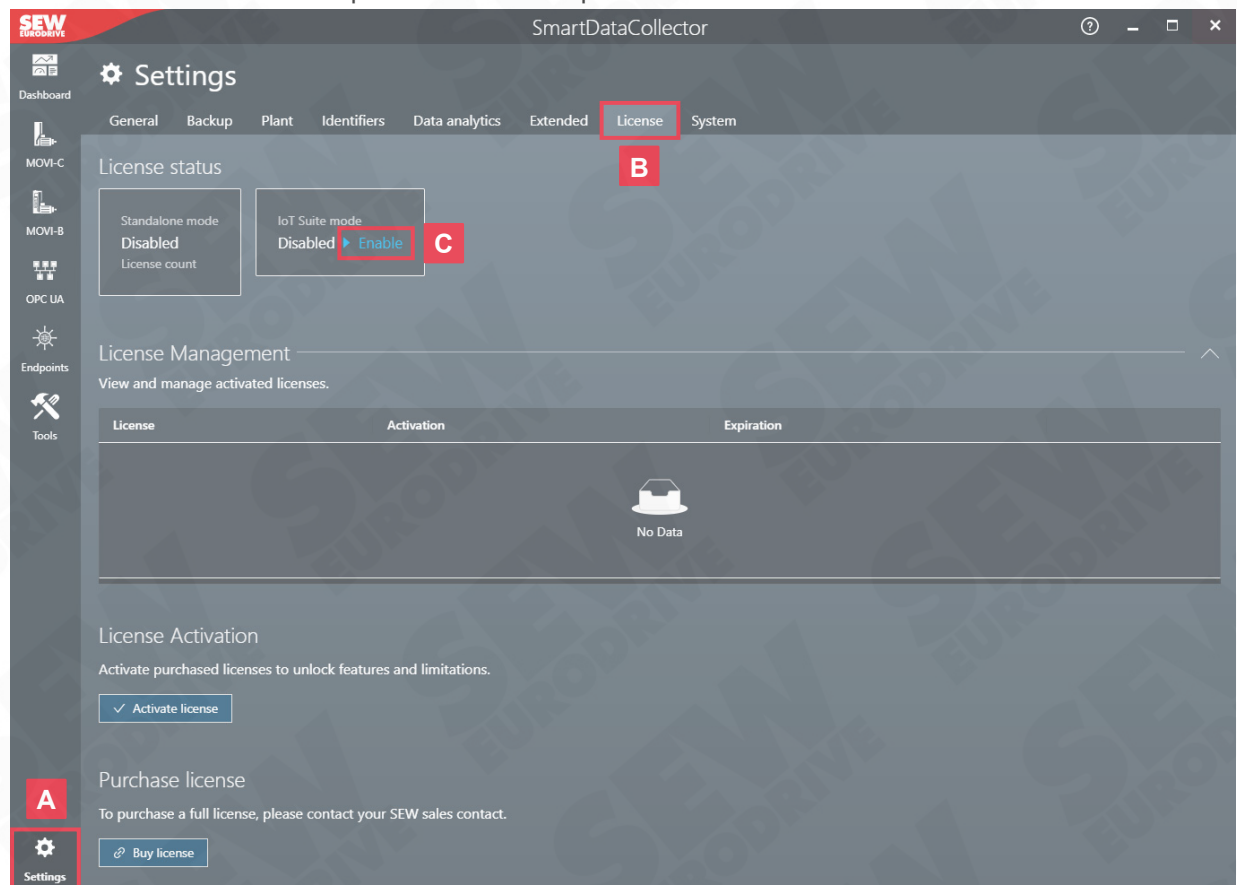 SEW
EURODRIVE
SmartDataCollector
Dashboard
MOVI-C
MOVI-B
OPC UA
Endpoints
Tools
A
Settings
Settings
General Backup Plant Identifiers Data analytics Extended License System
B
License status
Standalone mode
Disabled
License count
IoT Suite mode
Disabled Enable
C
License Management
View and manage activated licenses.
License Activation Expiration
No Data
License Activation
Activate purchased licenses to unlock features and limitations.
Activate license
Purchase license
To purchase a full license, please contact your SEW sales contact.
Buy license